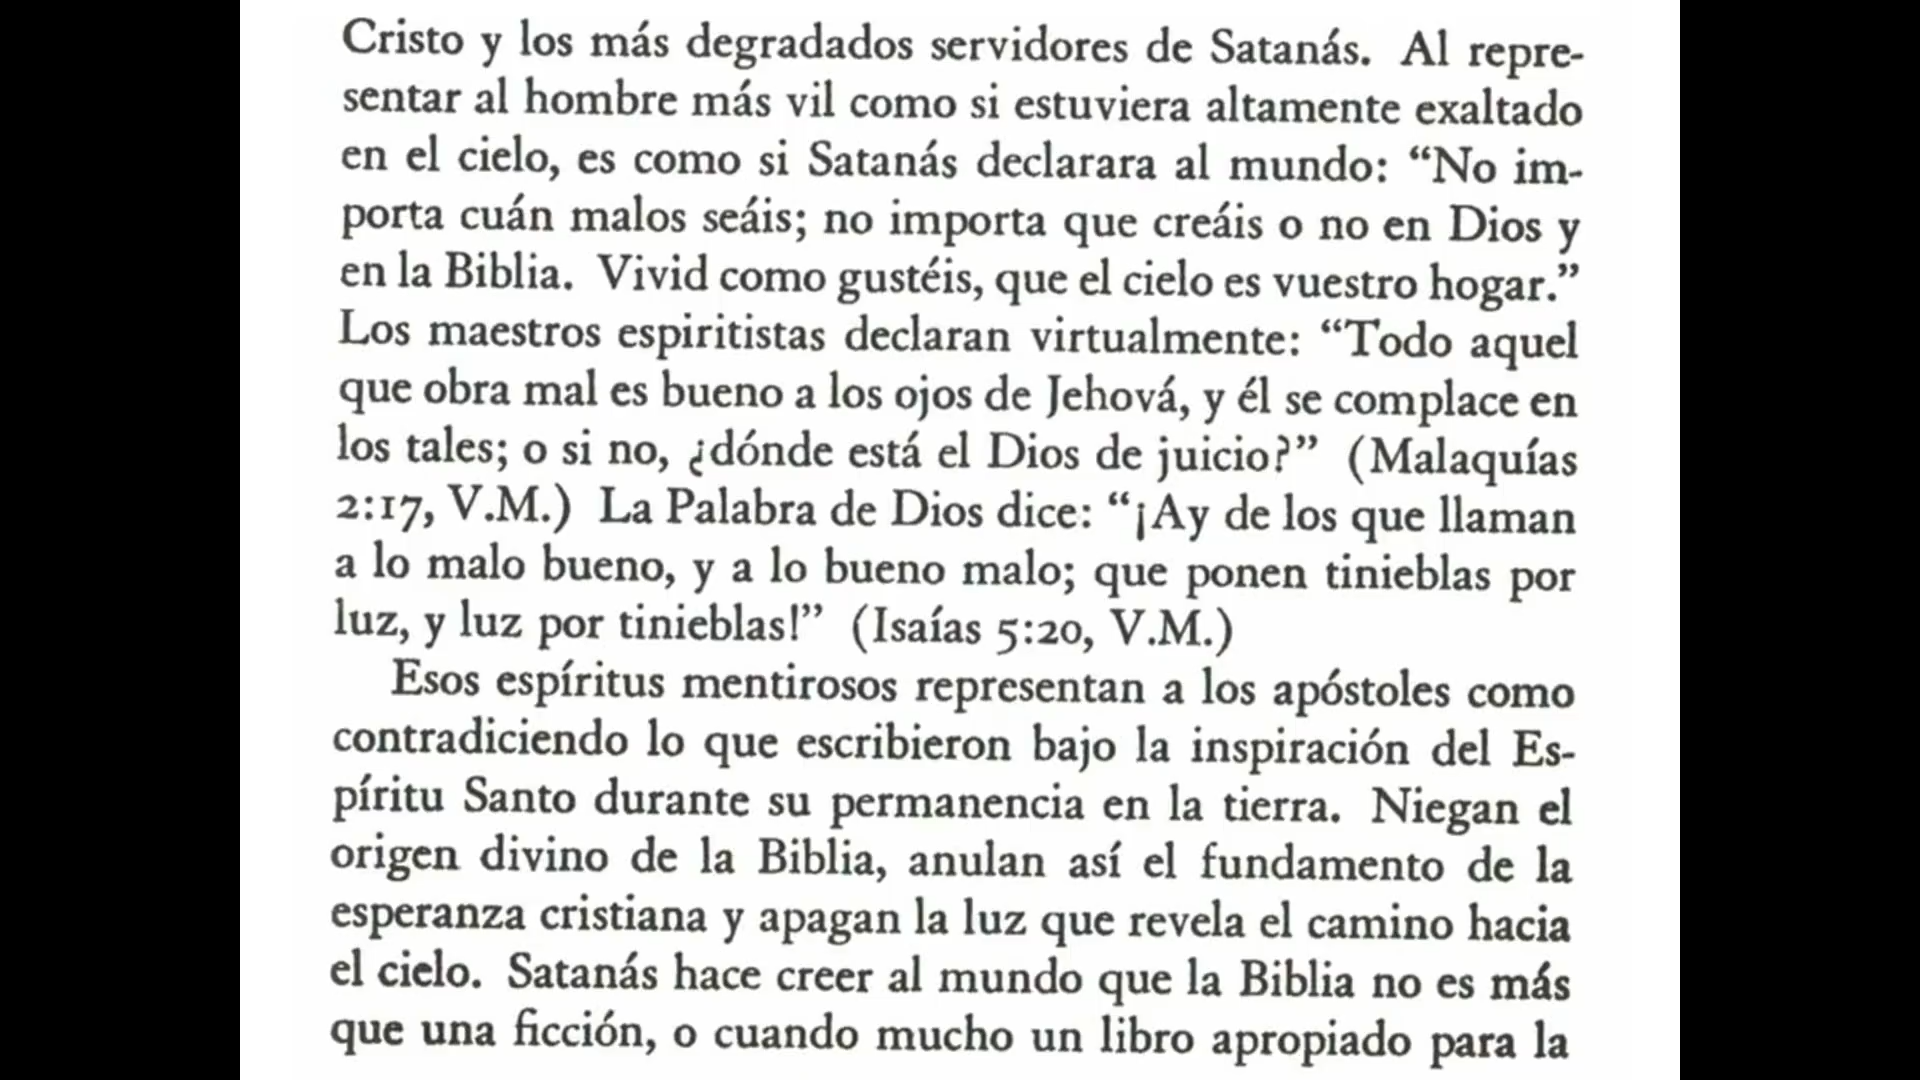 Cristo y los más degradados servidores de Satanás. Al repre-
sentar al hombre más vil como si estuviera altamente exaltado
en el cielo, es como si Satanás declarara al mundo: “No im-
porta cuán malos seáis; no importa que creáis o no en Dios y
en la Biblia. Vivid como gustéis, que el cielo es vuestro hogar.”
Los maestros espiritistas declaran virtualmente: “Todo aquel
que obra mal es bueno a los ojos de Jehová, y él se complace en
los tales; o si no, ¿dónde está el Dios de juicio?” (Malaquías
2:17, V.M.) La Palabra de Dios dice: “¡Ay de los que llaman
a lo malo bueno, y a lo bueno malo; que ponen tinieblas por
luz, y luz por tinieblas!” (Isaías 5:20, V.M.)
Esos espíritus mentirosos representan a los apóstoles como
contradiciendo lo que escribieron bajo la inspiración del Es-
píritu Santo durante su permanencia en la tierra. Niegan el
origen divino de la Biblia, anulan así el fundamento de la
esperanza cristiana y apagan la luz que revela el camino hacia
el cielo. Satanás hace creer al mundo que la Biblia no es más
que una ficción, o cuando mucho un libro apropiado para la